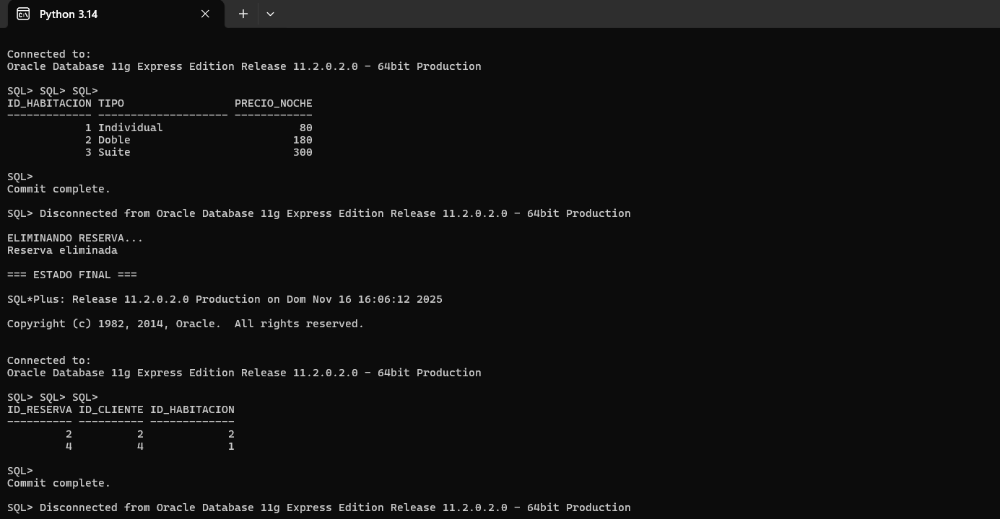 Python 3.14
Connected to:
Oracle Database 11g Express Edition Release 11.2.0.2.0 - 64bit Production
SQL> SQL> SQL>
ID_HABITACION TIPO                 PRECIO_NOCHE
------------- -------------------- ------------
            1 Individual                     80
            2 Doble                         180
            3 Suite                         300
SQL>
Commit complete.
SQL> Disconnected from Oracle Database 11g Express Edition Release 11.2.0.2.0 - 64bit Production
ELIMINANDO RESERVA...
Reserva eliminada
=== ESTADO FINAL ===
SQL*Plus: Release 11.2.0.2.0 Production on Dom Nov 16 16:06:12 2025
Copyright (c) 1982, 2014, Oracle.  All rights reserved.
Connected to:
Oracle Database 11g Express Edition Release 11.2.0.2.0 - 64bit Production
SQL> SQL> SQL>
ID_RESERVA ID_CLIENTE ID_HABITACION
---------- ---------- -------------
         2          2             2
         4          4             1
SQL>
Commit complete.
SQL> Disconnected from Oracle Database 11g Express Edition Release 11.2.0.2.0 - 64bit Production